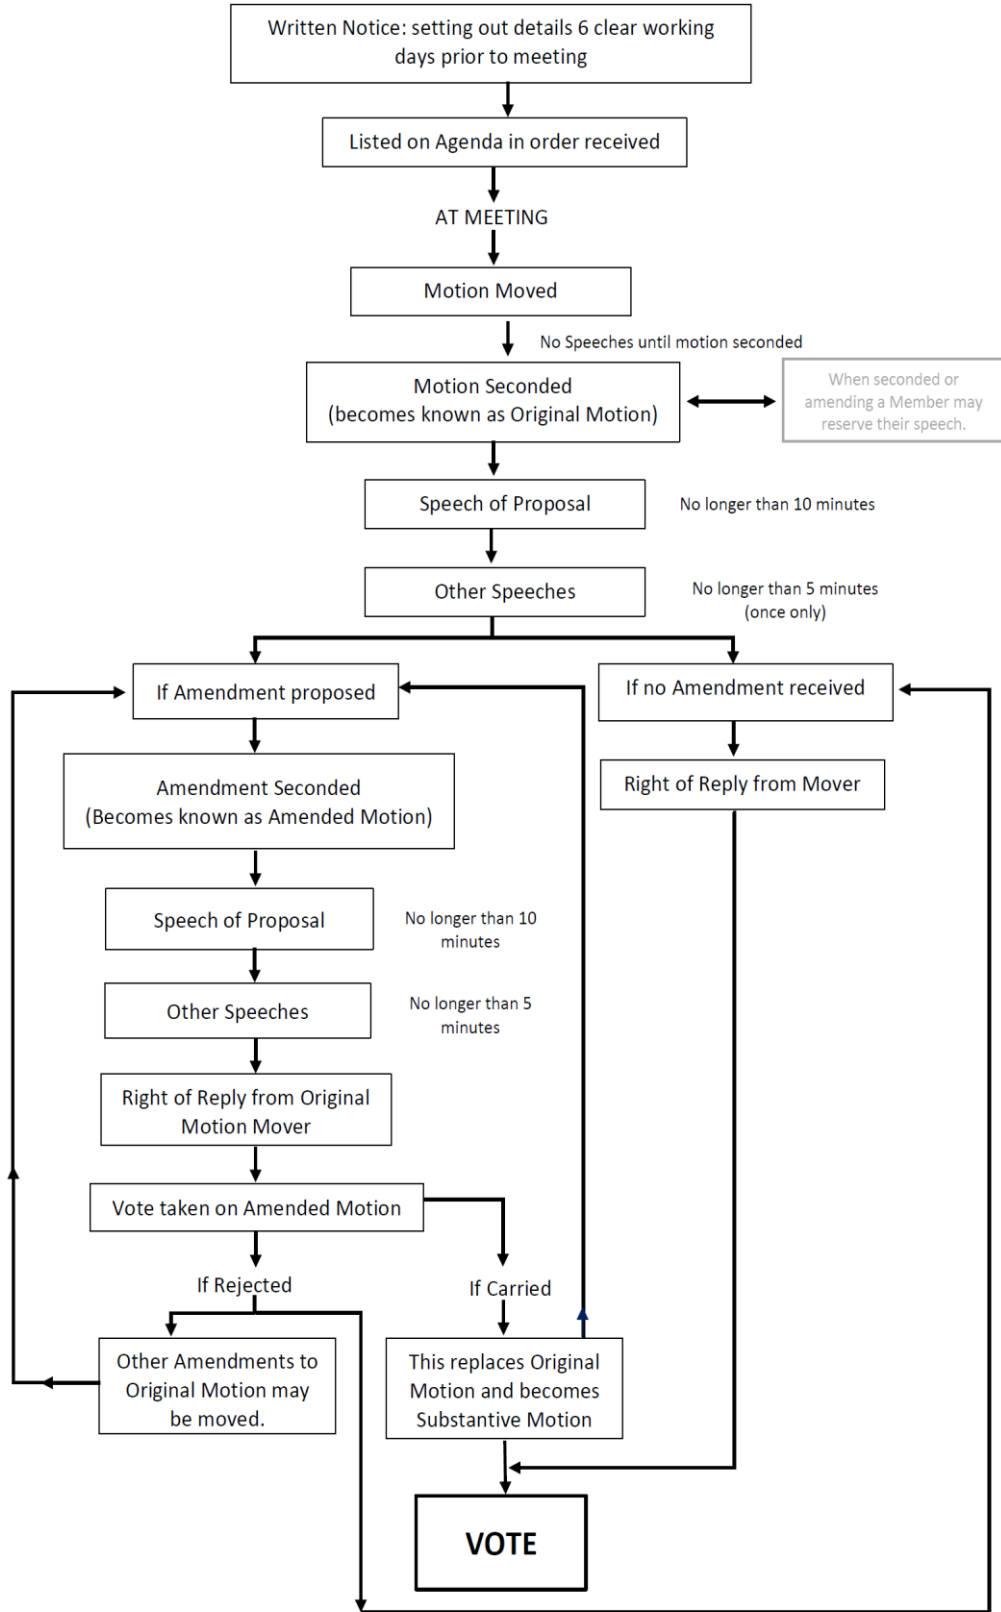 Written Notice: setting out details 6 clear working
days prior to meeting
Listed on Agenda in order received
AT MEETING
Motion Moved
No Speeches until motion seconded
Motion Seconded
(becomes known as Original Motion)
When seconded or
amending a Member may
reserve their speech.
Speech of Proposal
No longer than 10 minutes
Other Speeches
No longer than 5 minutes
(once only)
If Amendment proposed
If no Amendment received
Amendment Seconded
(Becomes known as Amended Motion)
Right of Reply from Mover
Speech of Proposal
No longer than 10
minutes
Other Speeches
No longer than 5
minutes
Right of Reply from Original
Motion Mover
Vote taken on Amended Motion
If Rejected
If Carried
Other Amendments to
Original Motion may
be moved.
This replaces Original
Motion and becomes
Substantive Motion
VOTE